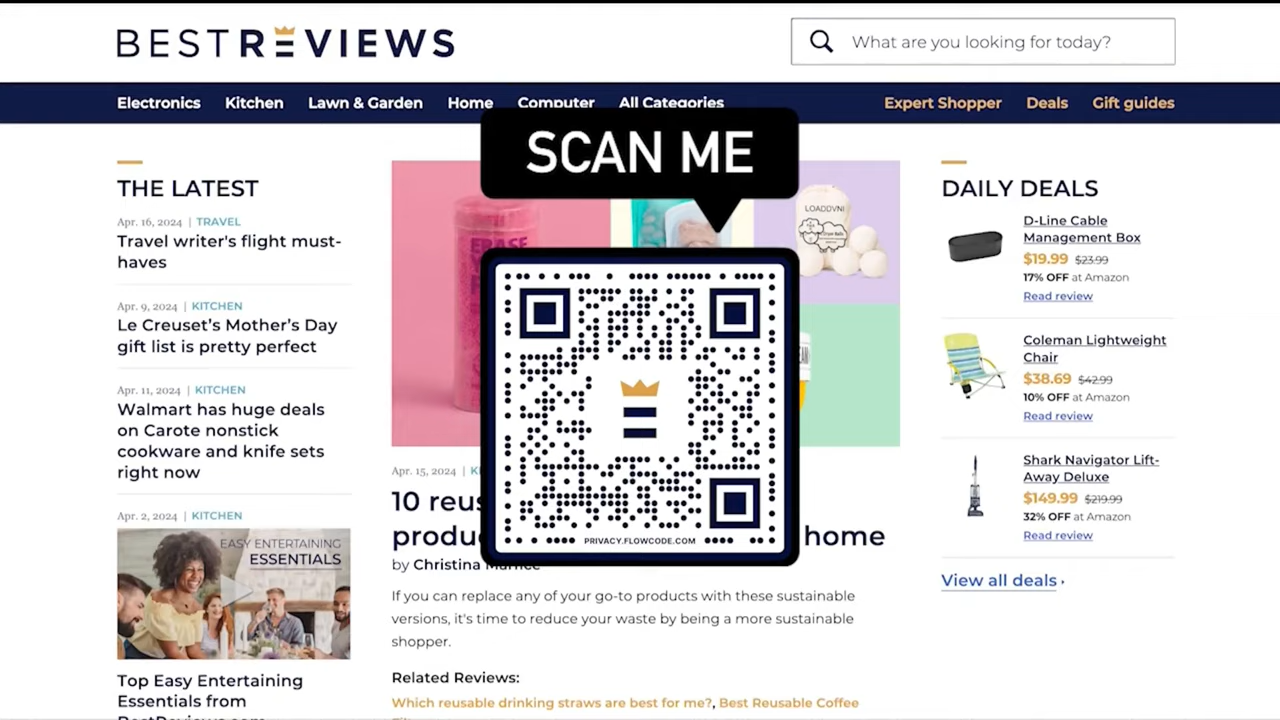 BESTREVIEWS
What are you looking for today?
Electronics
Kitchen
Lawn & Garden
Home
Computer
All Categories
Expert Shopper
Deals
Gift guides
SCAN ME
THE LATEST
Apr. 16, 2024 | TRAVEL
Travel writer's flight must-
haves
Apr. 9, 2024 | KITCHEN
Le Creuset's Mother's Day
gift list is pretty perfect
Apr. 11, 2024 | KITCHEN
Walmart has huge deals
on Carote nonstick
cookware and knife sets
right now
Apr. 2, 2024 | KITCHEN
EASY ENTERTAINING
ESSENTIALS
Top Easy Entertaining
Essentials from
BestReviews.com
ERASE
LOADDVNI
PRIVACY.FLOWCODE.COM
Apr. 15, 2024 |
10
home
by Christina
If you can replace any of your go-to products with these sustainable
versions, it's time to reduce your waste by being a more sustainable
shopper.
Related Reviews:
Which reusable drinking straws are best for me?, Best Reusable Coffee
DAILY DEALS
D-Line Cable
Management Box
$19.99 $23.99
17% OFF at Amazon
Read review
Coleman Lightweight
Chair
$38.69 $42.99
10% OFF at Amazon
Read review
Shark Navigator Lift-
Away Deluxe
$149.99 $219.99
32% OFF at Amazon
Read review
View all deals ›